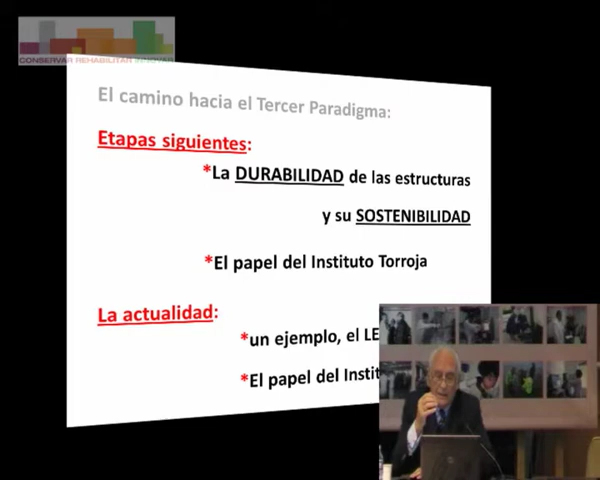 CONSERVAR REHABILITAR
El camino hacia el Tercer Paradigma:
Etapas siguientes:
*La DURABILIDAD de las estructuras
y su SOSTENIBILIDAD
*El papel del Instituto Torroja
La actualidad:
*un ejemplo, el LE
*El papel del Instit